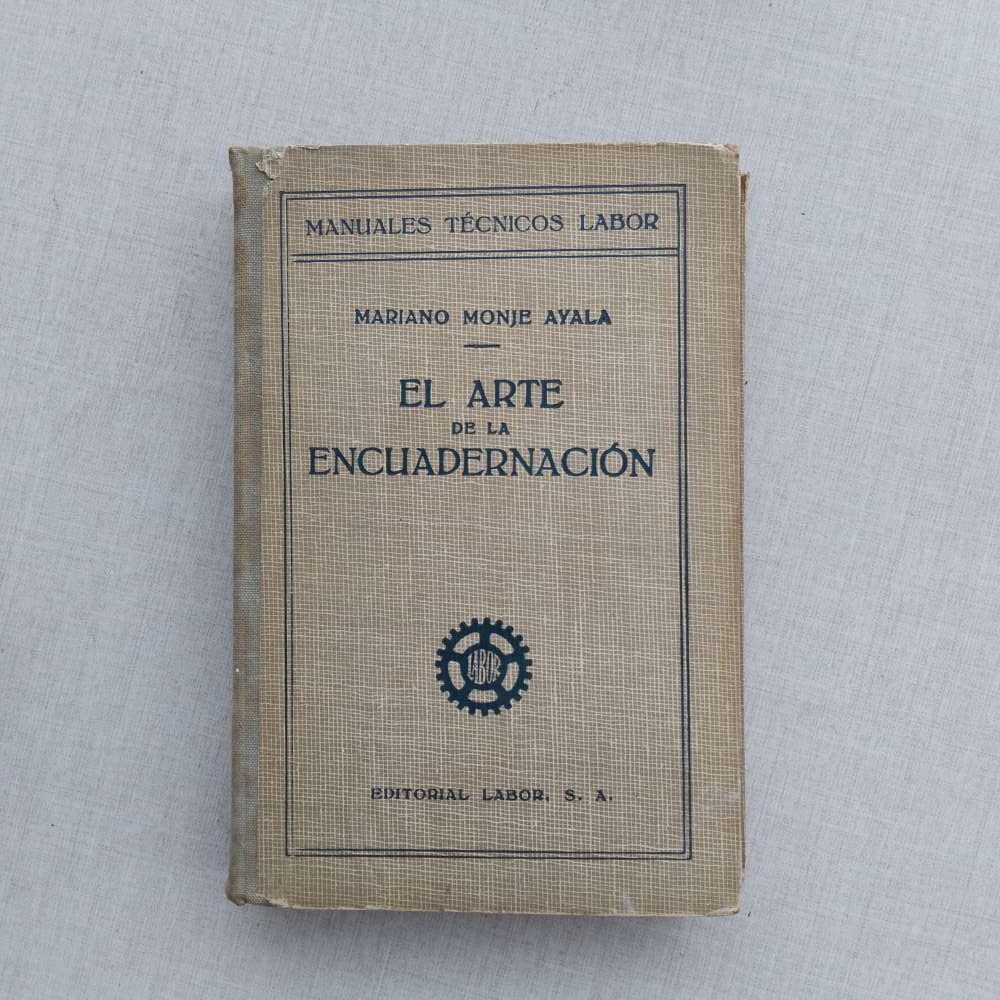 MANUALES TÉCNICOS LABOR
MARIANO MONJE AYALA
EL ARTE
DE LA
ENCUADERNACIÓN
LABOR
EDITORIAL LABOR, S. A.